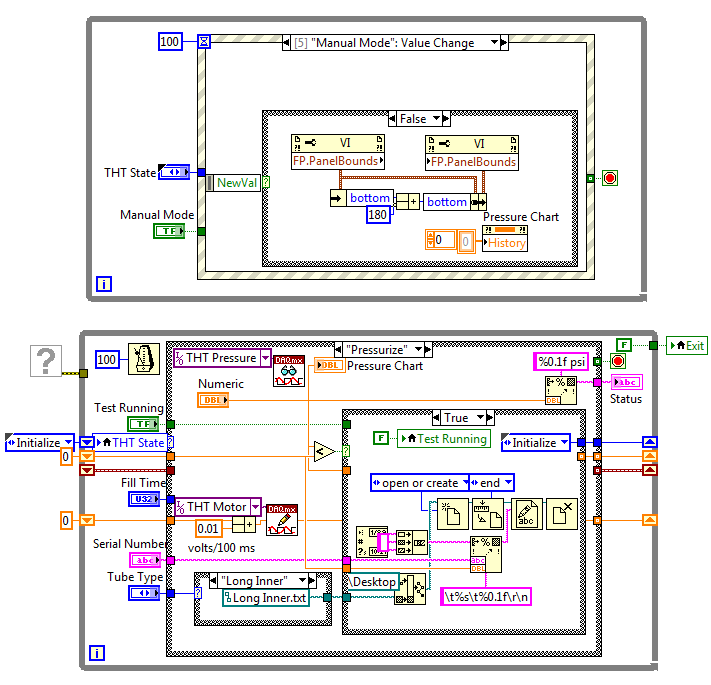 100
[5] "Manual Mode": Value Change
False
VI
VI
FP.PanelBounds
FP.PanelBounds
THT State
NewVal
bottom
bottom
180
Manual Mode
TF
Pressure Chart
0
0
History
i
?
100
THT Pressure
DAQmx
"Pressurize"
F
Exit
DBL
Pressure Chart
%0.1f psi
Numeric
DBL
DBL
abc
Status
Test Running
TF
True
F
Test Running
Initialize
THT State
Initialize
0
<
Fill Time
U32
THT Motor
DAQmx
open or create
end
0
0.01
volts/100 ms
abc
Serial Number
abc
abc
DBL
Tube Type
"Long Inner"
Long Inner.txt
\Desktop
\t%s\t%0.1f\r\n
i